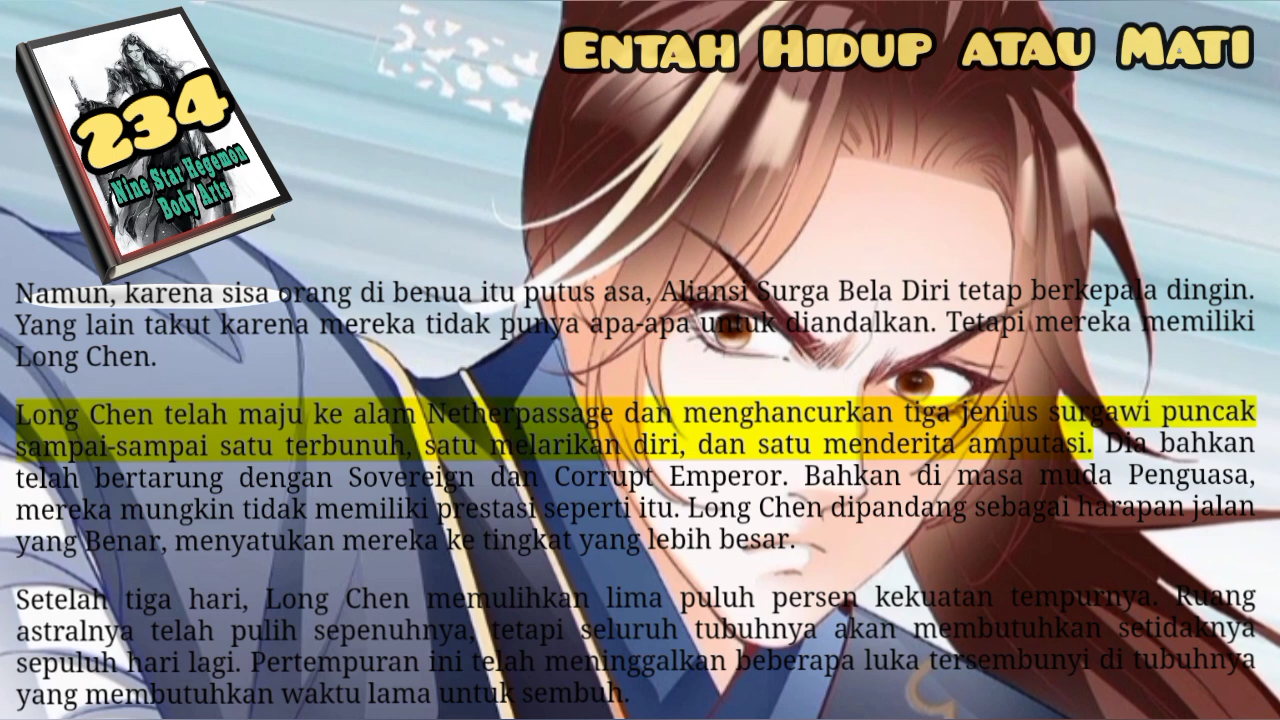 Entah Hidup atau Mati
234
Nine Star Hegemon
Body Arts
Namun, karena sisa orang di benua itu putus asa, Aliansi Surga Bela Diri tetap berkepala dingin.
Yang lain takut karena mereka tidak punya apa-apa untuk diandalkan. Tetapi mereka memiliki
Long Chen.
Long Chen telah maju ke alam Netherpassage dan menghancurkan tiga jenius surgawi puncak
sampai-sampai satu terbunuh, satu melarikan diri, dan satu menderita amputasi. Dia bahkan
telah bertarung dengan Sovereign dan Corrupt Emperor. Bahkan di masa muda Penguasa,
mereka mungkin tidak memiliki prestasi seperti itu. Long Chen dipandang sebagai harapan jalan
yang Benar, menyatukan mereka ke tingkat yang lebih besar.
Setelah tiga hari, Long Chen memulihkan lima puluh persen kekuatan tempurnya. Ruang
astralnya telah pulih sepenuhnya, tetapi seluruh tubuhnya akan membutuhkan setidaknya
sepuluh hari lagi. Pertempuran ini telah meninggalkan beberapa luka tersembunyi di tubuhnya
yang membutuhkan waktu lama untuk sembuh.